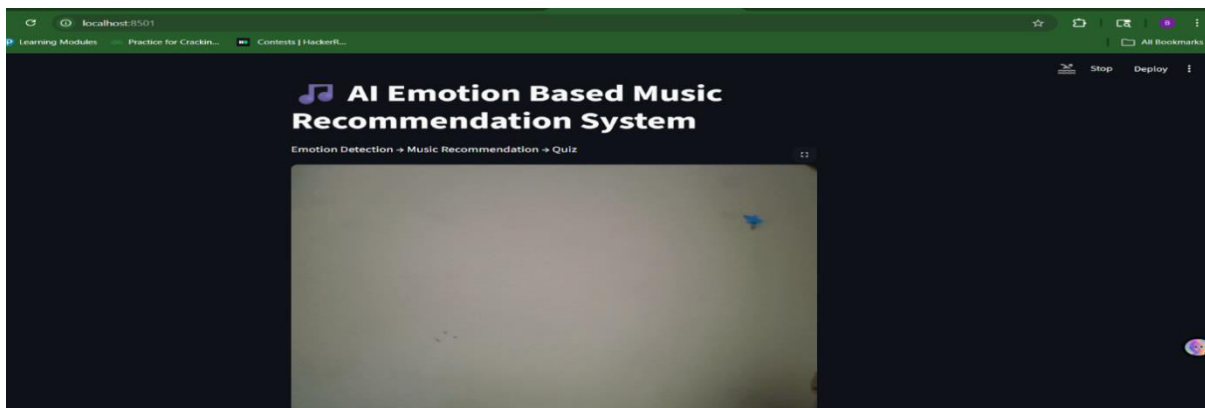 localhost:8501
Learning Modules Practice for Crackin... Contests | HackerR... All Bookmarks
Stop Deploy
🎵 AI Emotion Based Music
Recommendation System
Emotion Detection → Music Recommendation → Quiz